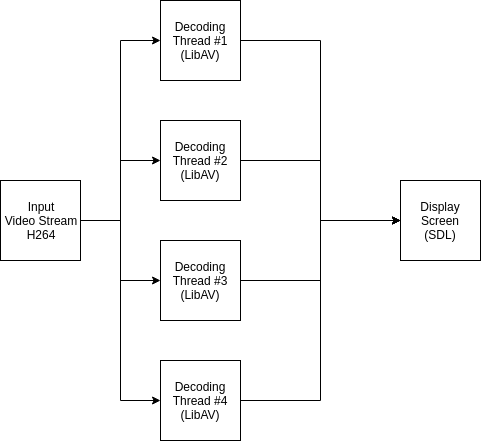 Decoding
Thread #1
(LibAV)
Decoding
Thread #2
(LibAV)
Input
Video Stream
H264
Display
Screen
(SDL)
Decoding
Thread #3
(LibAV)
Decoding
Thread #4
(LibAV)